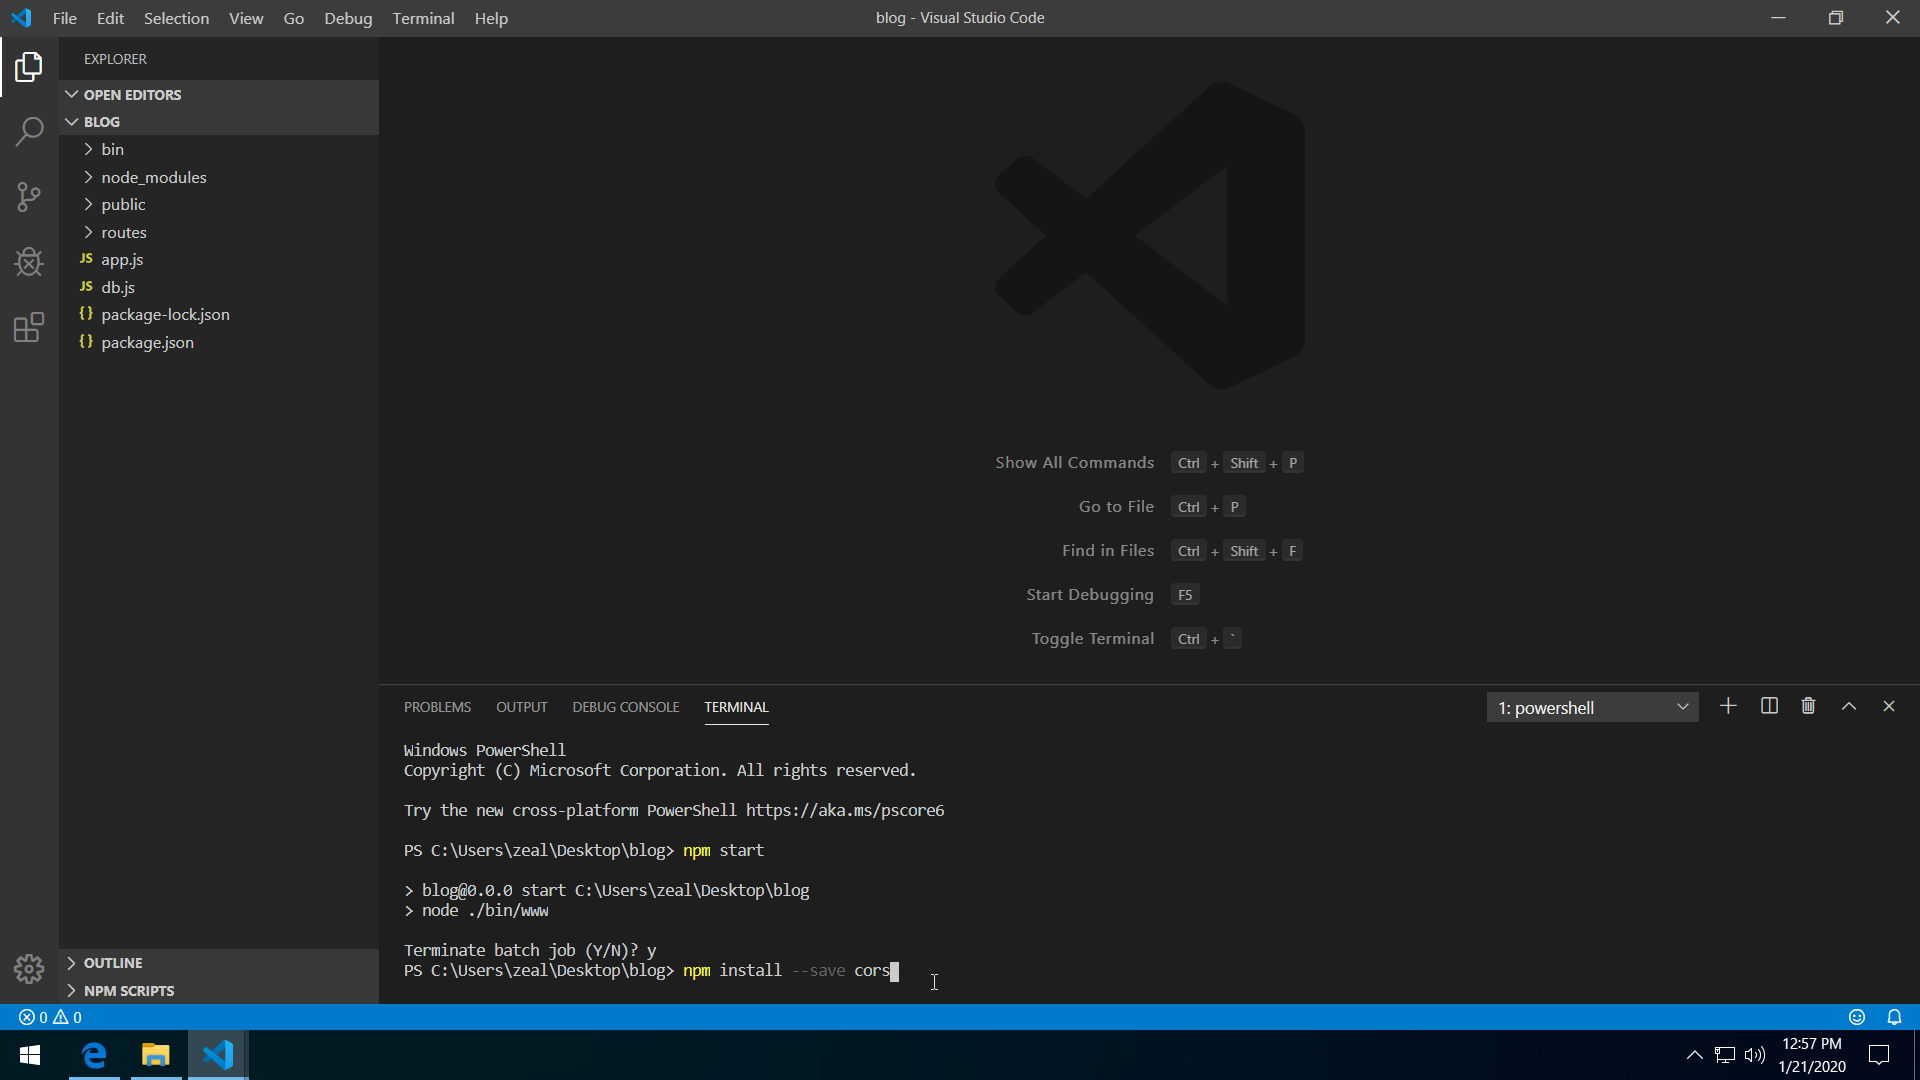 File Edit Selection View Go Debug Terminal Help
blog - Visual Studio Code
EXPLORER
OPEN EDITORS
BLOG
bin
node_modules
public
routes
JS app.js
JS db.js
{} package-lock.json
{} package.json
OUTLINE
NPM SCRIPTS
Show All Commands Ctrl + Shift + P
Go to File Ctrl + P
Find in Files Ctrl + Shift + F
Start Debugging F5
Toggle Terminal Ctrl + `
PROBLEMS OUTPUT DEBUG CONSOLE TERMINAL
1: powershell
Windows PowerShell
Copyright (C) Microsoft Corporation. All rights reserved.
Try the new cross-platform PowerShell https://aka.ms/pscore6
PS C:\Users\zeal\Desktop\blog> npm start
> blog@0.0.0 start C:\Users\zeal\Desktop\blog
> node ./bin/www
Terminate batch job (Y/N)? y
PS C:\Users\zeal\Desktop\blog> npm install --save cors
0 0
12:57 PM
1/21/2020